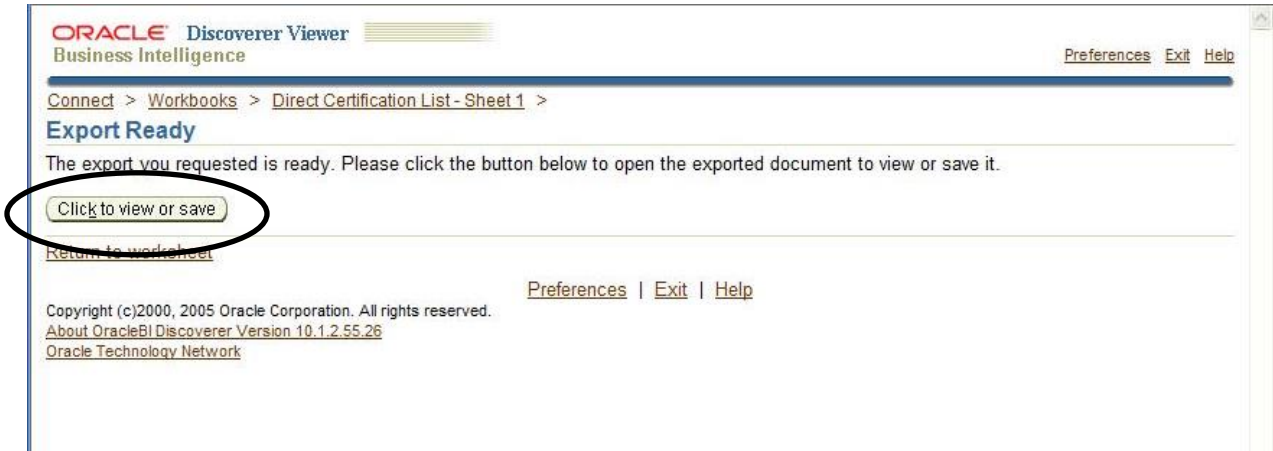 ORACLE Discoverer Viewer
Business Intelligence
Preferences Exit Help
Connect > Workbooks > Direct Certification List - Sheet 1 >
Export Ready
The export you requested is ready. Please click the button below to open the exported document to view or save it.
Click to view or save
Return to worksheet
Preferences | Exit | Help
Copyright (c)2000, 2005 Oracle Corporation. All rights reserved.
About OracleBI Discoverer Version 10.1.2.55.26
Oracle Technology Network